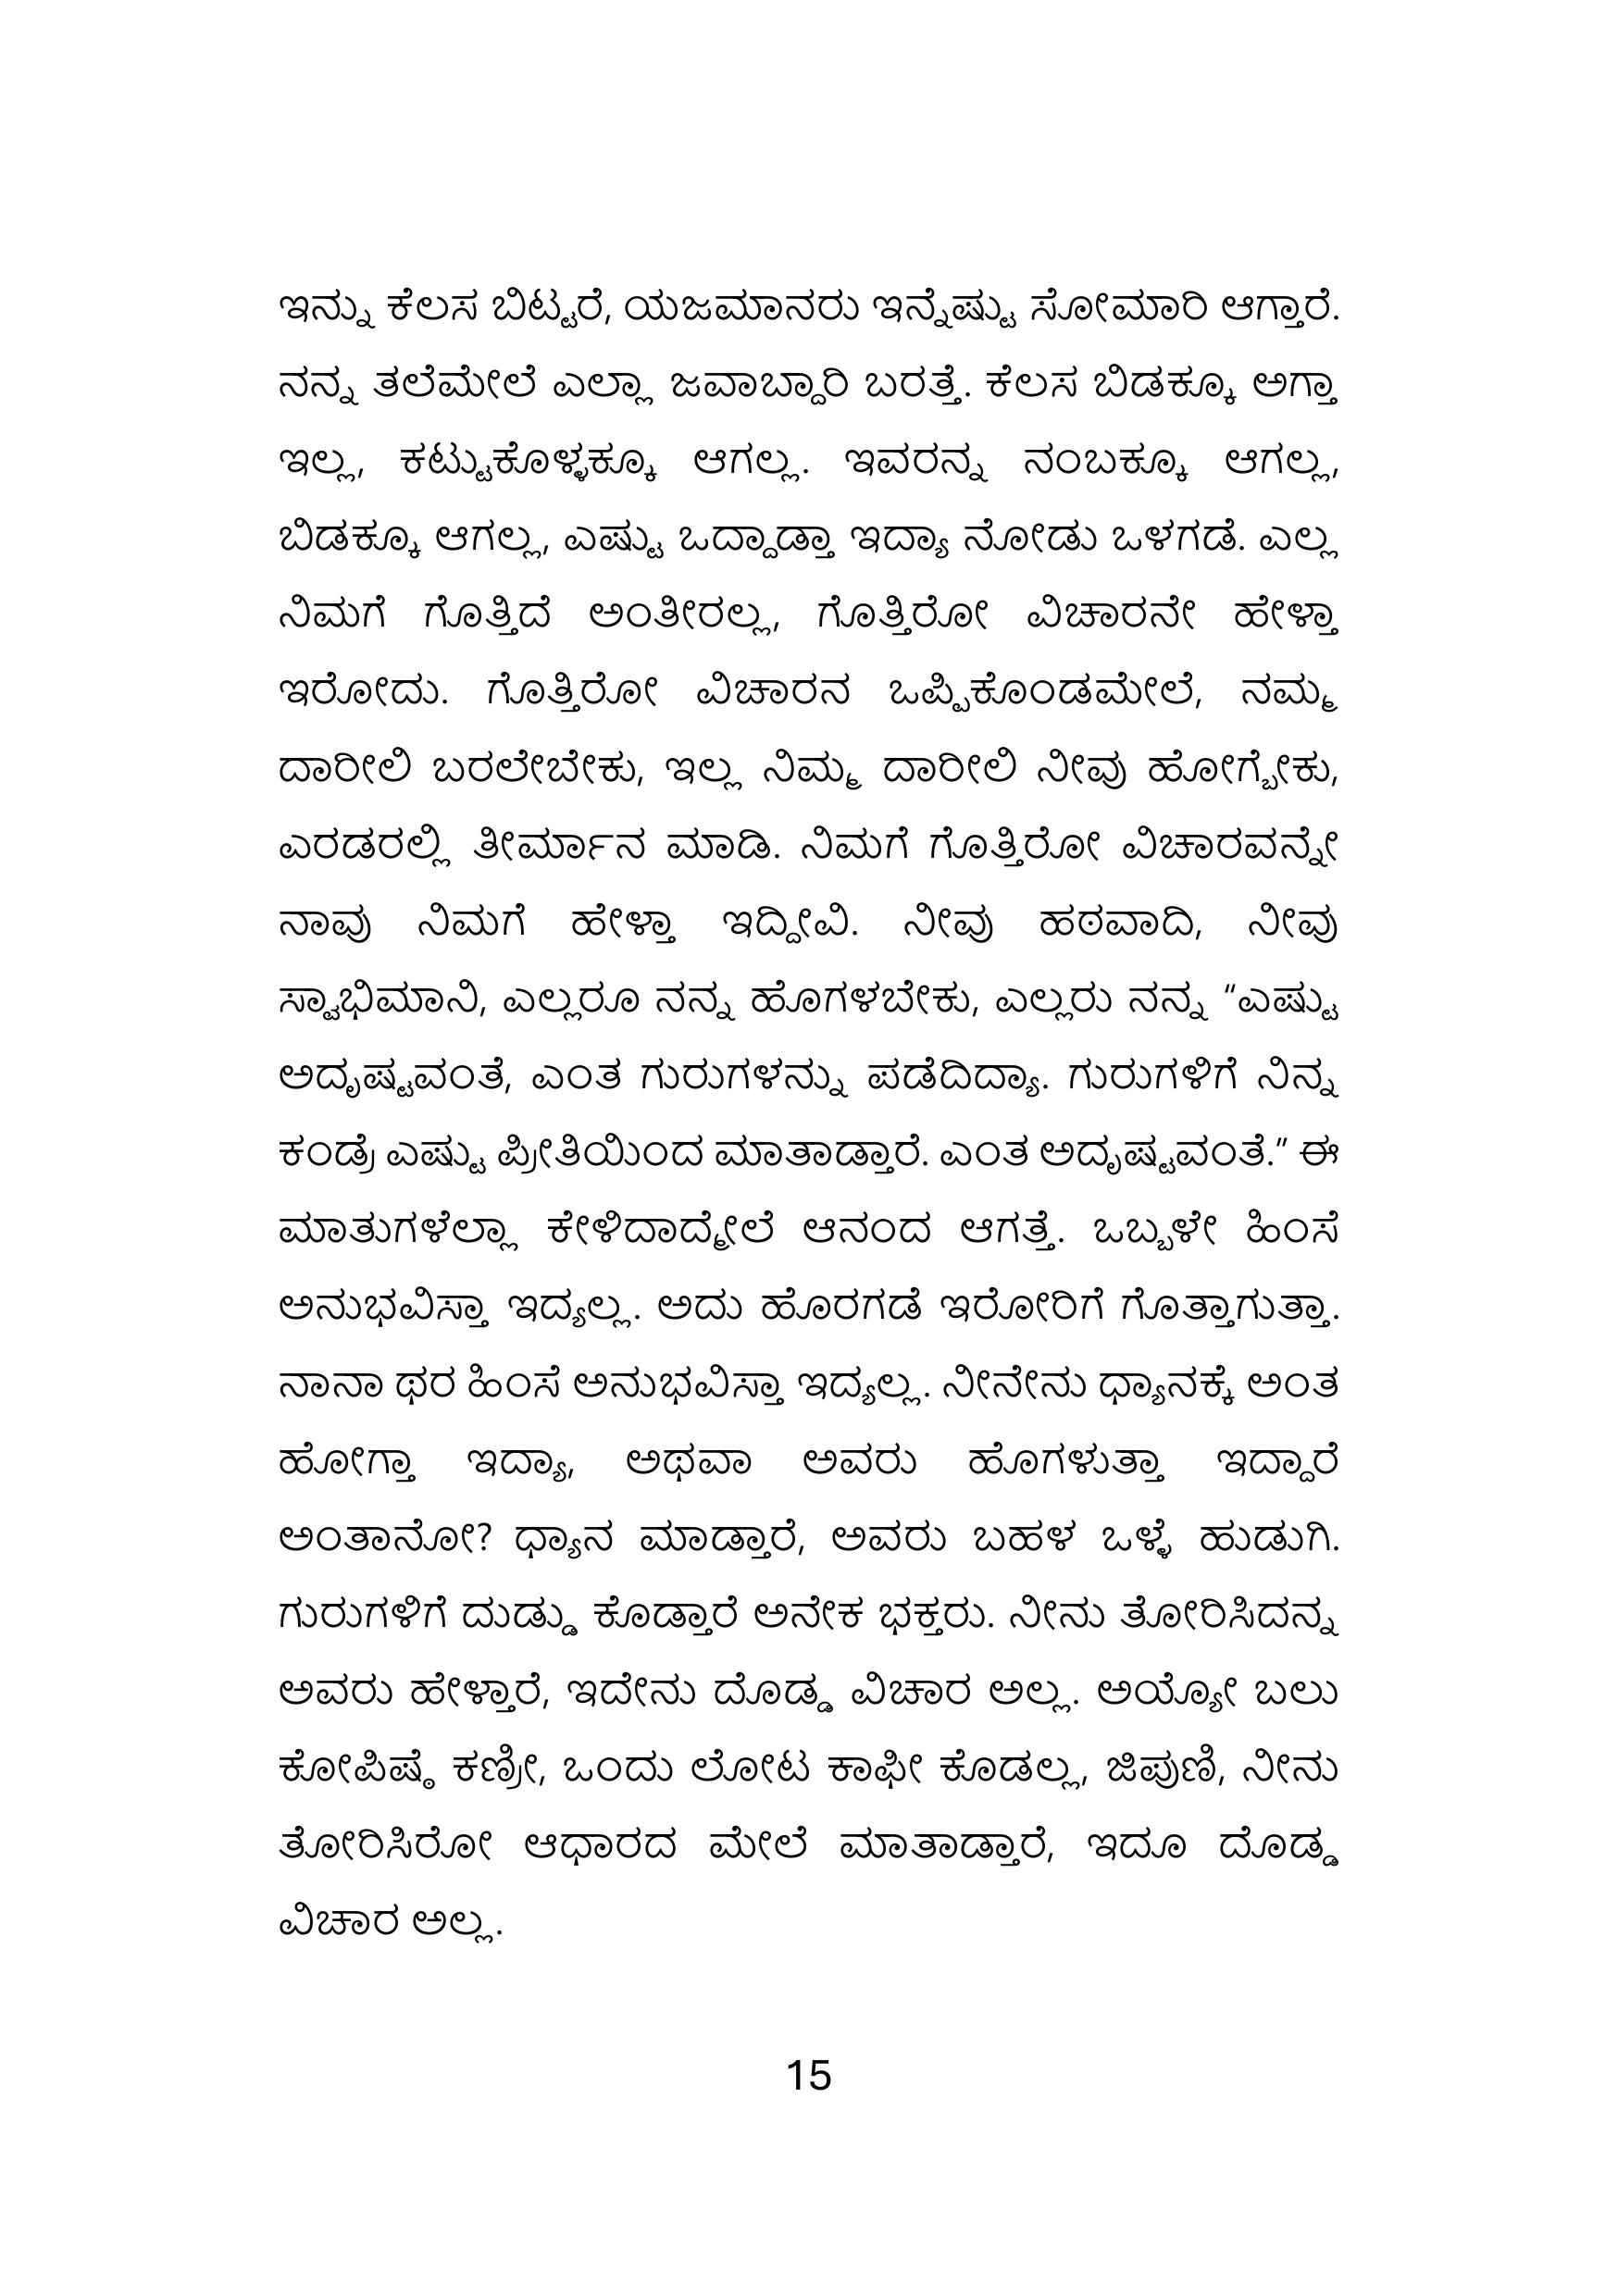 ಇನ್ನು ಕೆಲಸ ಬಿಟ್ಟರೆ, ಯಜಮಾನರು ಇನ್ನೆಷ್ಟು ಸೋಮಾರಿ ಆಗ್ತಾರೆ.
ನನ್ನ ತಲೆಮೇಲೆ ಎಲ್ಲಾ ಜವಾಬ್ದಾರಿ ಬರತ್ತೆ. ಕೆಲಸ ಬಿಡಕ್ಕೂ ಅಗ್ತಾ
ಇಲ್ಲ, ಕಟ್ಟುಕೊಳ್ಳಕ್ಕೂ ಆಗಲ್ಲ. ಇವರನ್ನ ನಂಬಕ್ಕೂ ಆಗಲ್ಲ,
ಬಿಡಕ್ಕೂ ಆಗಲ್ಲ, ಎಷ್ಟು ಒದ್ದಾಡ್ತಾ ಇದ್ಯಾ ನೋಡು ಒಳಗಡೆ. ಎಲ್ಲ
ನಿಮಗೆ ಗೊತ್ತಿದೆ ಅಂತೀರಲ್ಲ, ಗೊತ್ತಿರೋ ವಿಚಾರನೇ ಹೇಳ್ತಾ
ಇರೋದು. ಗೊತ್ತಿರೋ ವಿಚಾರನ ಒಪ್ಪಿಕೊಂಡಮೇಲೆ, ನಮ್ಮ
ದಾರೀಲಿ ಬರಲೇಬೇಕು, ಇಲ್ಲ ನಿಮ್ಮ ದಾರೀಲಿ ನೀವು ಹೋಗ್ಬೇಕು,
ಎರಡರಲ್ಲಿ ತೀರ್ಮಾನ ಮಾಡಿ. ನಿಮಗೆ ಗೊತ್ತಿರೋ ವಿಚಾರವನ್ನೇ
ನಾವು ನಿಮಗೆ ಹೇಳ್ತಾ ಇದ್ದೀವಿ. ನೀವು ಹಠವಾದಿ, ನೀವು
ಸ್ವಾಭಿಮಾನಿ, ಎಲ್ಲರೂ ನನ್ನ ಹೊಗಳಬೇಕು, ಎಲ್ಲರು ನನ್ನ “ಎಷ್ಟು
ಅದೃಷ್ಟವಂತೆ, ಎಂತ ಗುರುಗಳನ್ನು ಪಡೆದಿದ್ಯಾ. ಗುರುಗಳಿಗೆ ನಿನ್ನ
ಕಂಡ್ರೆ ಎಷ್ಟು ಪ್ರೀತಿಯಿಂದ ಮಾತಾಡ್ತಾರೆ. ಎಂತ ಅದೃಷ್ಟವಂತೆ.” ಈ
ಮಾತುಗಳೆಲ್ಲಾ ಕೇಳಿದಾದ್ಮೇಲೆ ಆನಂದ ಆಗತ್ತೆ. ಒಬ್ಬಳೇ ಹಿಂಸೆ
ಅನುಭವಿಸ್ತಾ ಇದ್ಯಲ್ಲ. ಅದು ಹೊರಗಡೆ ಇರೋರಿಗೆ ಗೊತ್ತಾಗುತ್ತಾ.
ನಾನಾ ಥರ ಹಿಂಸೆ ಅನುಭವಿಸ್ತಾ ಇದ್ಯಲ್ಲ. ನೀನೇನು ಧ್ಯಾನಕ್ಕೆ ಅಂತ
ಹೋಗ್ತಾ ಇದ್ಯಾ, ಅಥವಾ ಅವರು ಹೊಗಳುತ್ತಾ ಇದ್ದಾರೆ
ಅಂತಾನೋ? ಧ್ಯಾನ ಮಾಡ್ತಾರೆ, ಅವರು ಬಹಳ ಒಳ್ಳೆ ಹುಡುಗಿ.
ಗುರುಗಳಿಗೆ ದುಡ್ಡು ಕೊಡ್ತಾರೆ ಅನೇಕ ಭಕ್ತರು. ನೀನು ತೋರಿಸಿದನ್ನ
ಅವರು ಹೇಳ್ತಾರೆ, ಇದೇನು ದೊಡ್ಡ ವಿಚಾರ ಅಲ್ಲ. ಅಯ್ಯೋ ಬಲು
ಕೋಪಿಷ್ಠೆ ಕಣ್ರೀ, ಒಂದು ಲೋಟ ಕಾಫೀ ಕೊಡಲ್ಲ, ಜಿಪುಣಿ, ನೀನು
ತೋರಿಸಿರೋ ಆಧಾರದ ಮೇಲೆ ಮಾತಾಡ್ತಾರೆ, ಇದೂ ದೊಡ್ಡ
ವಿಚಾರ ಅಲ್ಲ.
15